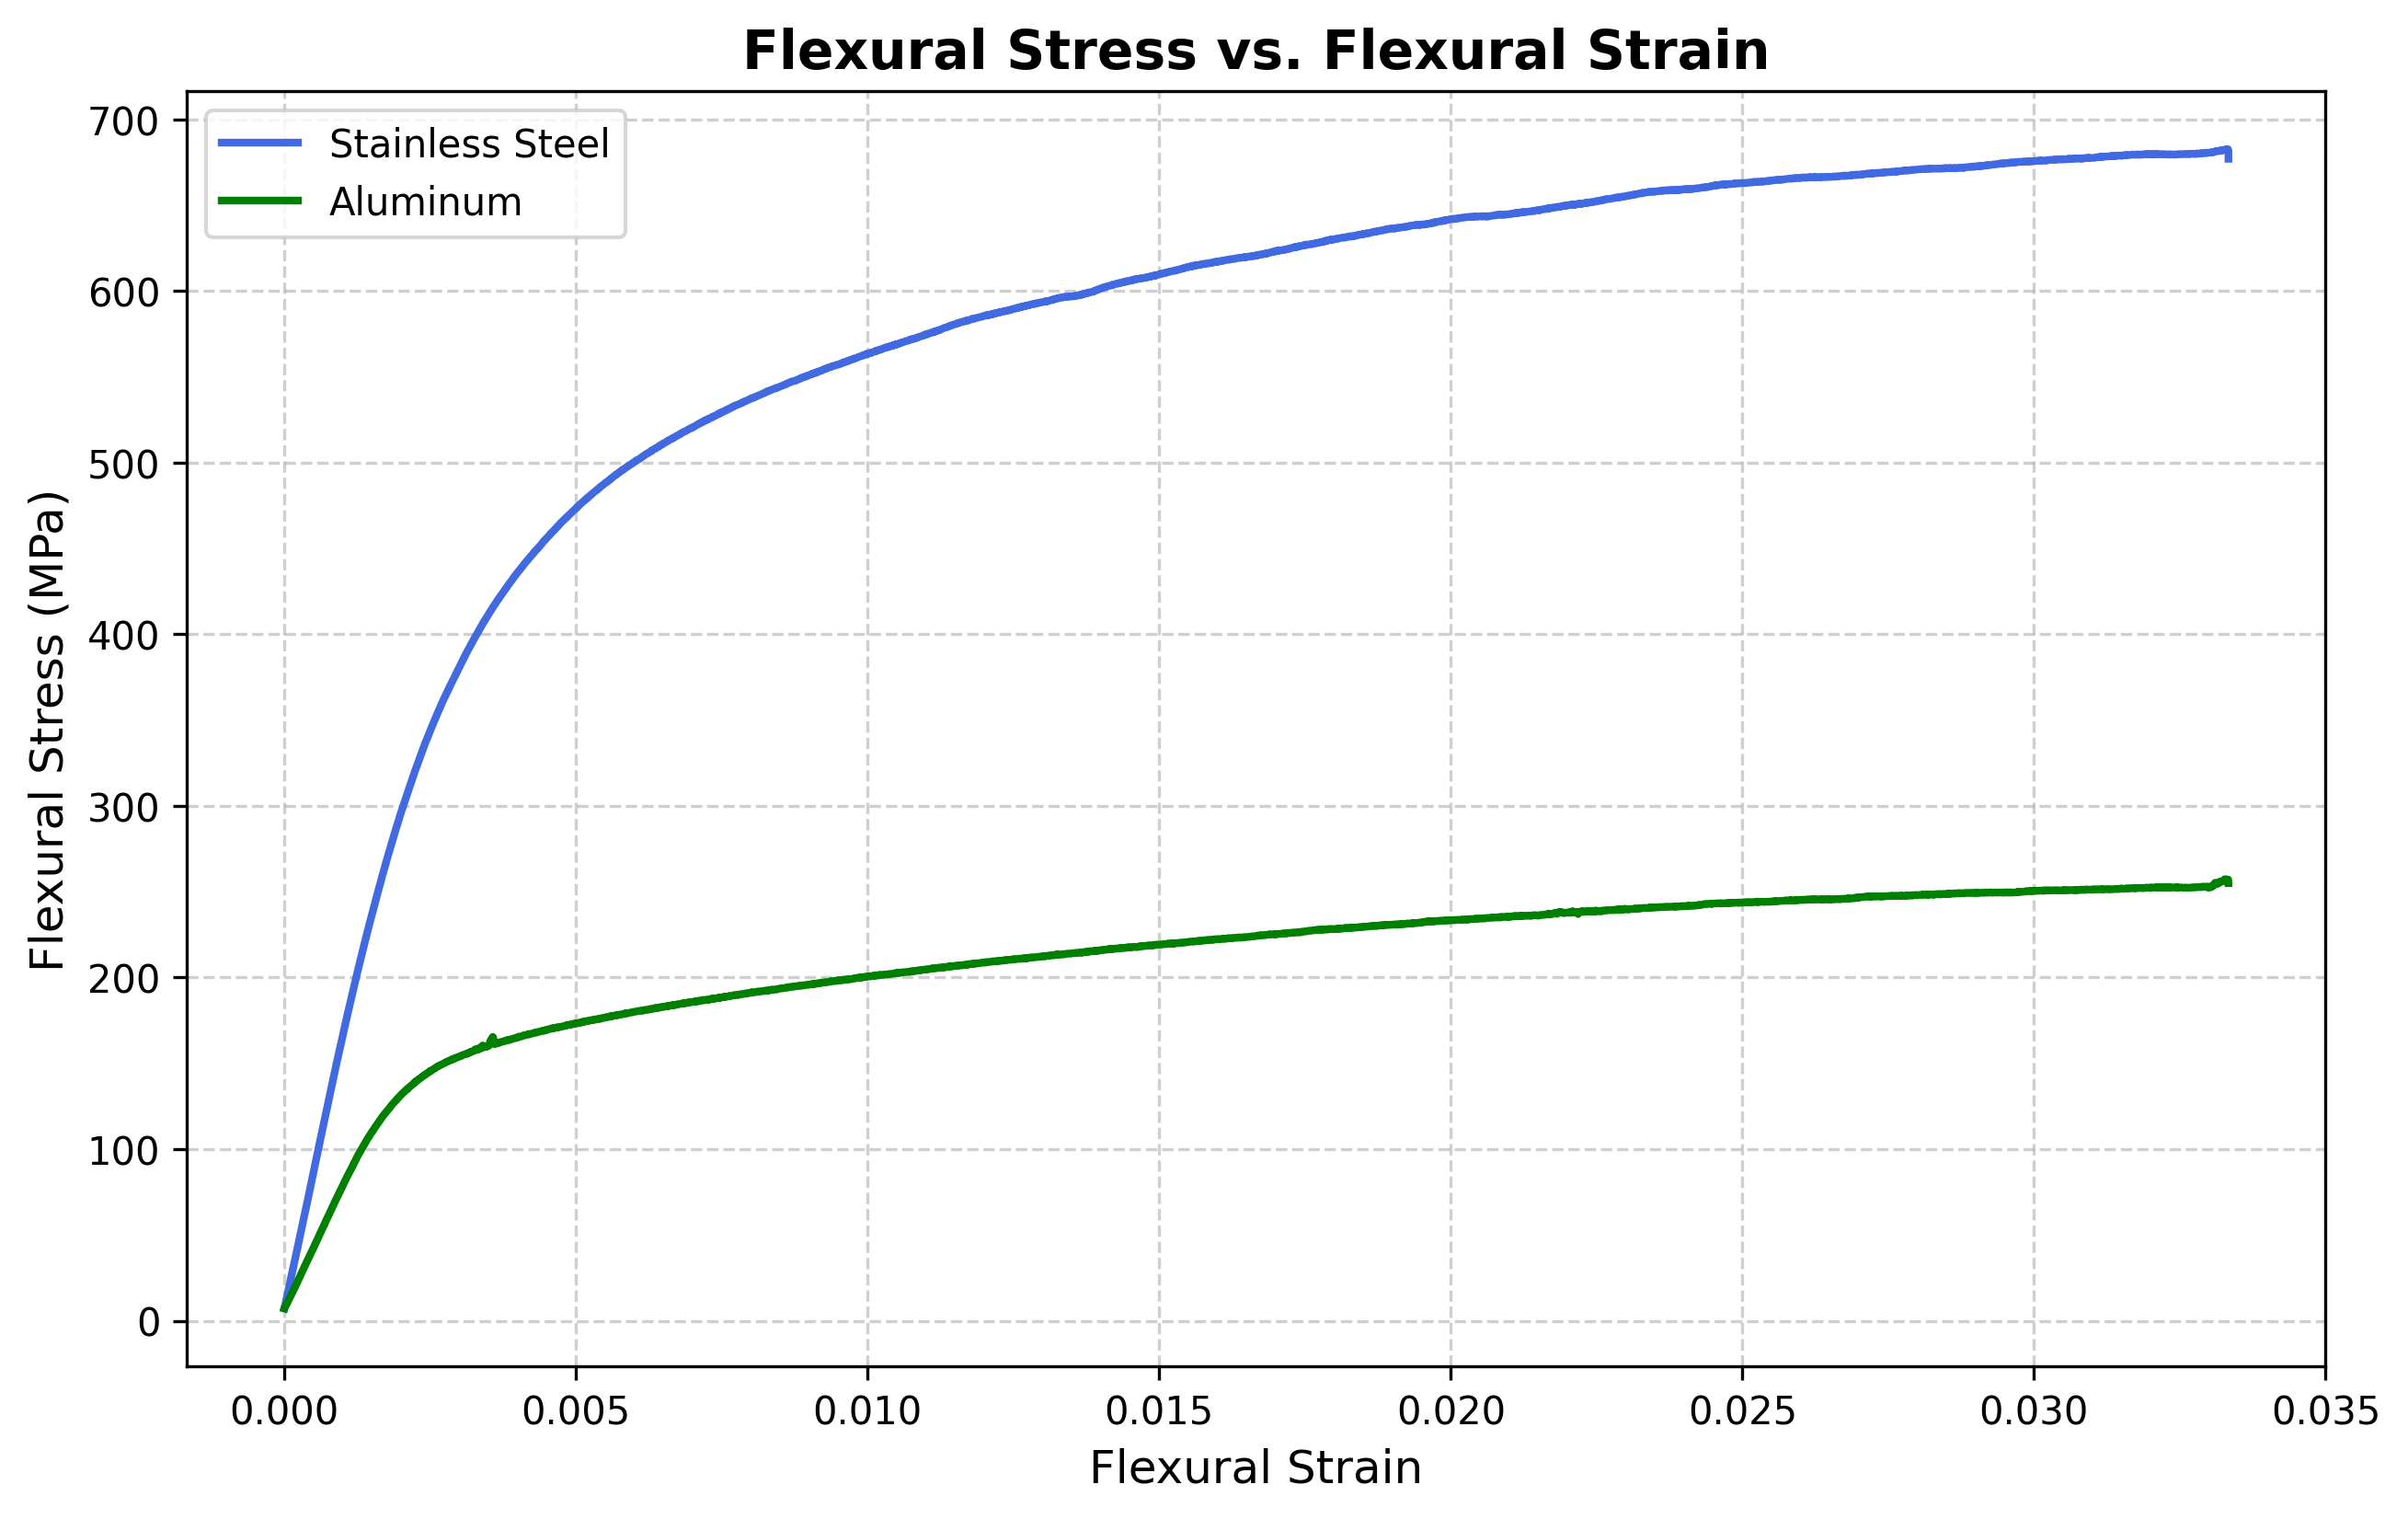 Flexural Stress vs. Flexural Strain
Stainless Steel
Aluminum
Flexural Stress (MPa)
700
600
500
400
300
200
100
0
0.000 0.005 0.010 0.015 0.020 0.025 0.030 0.035
Flexural Strain